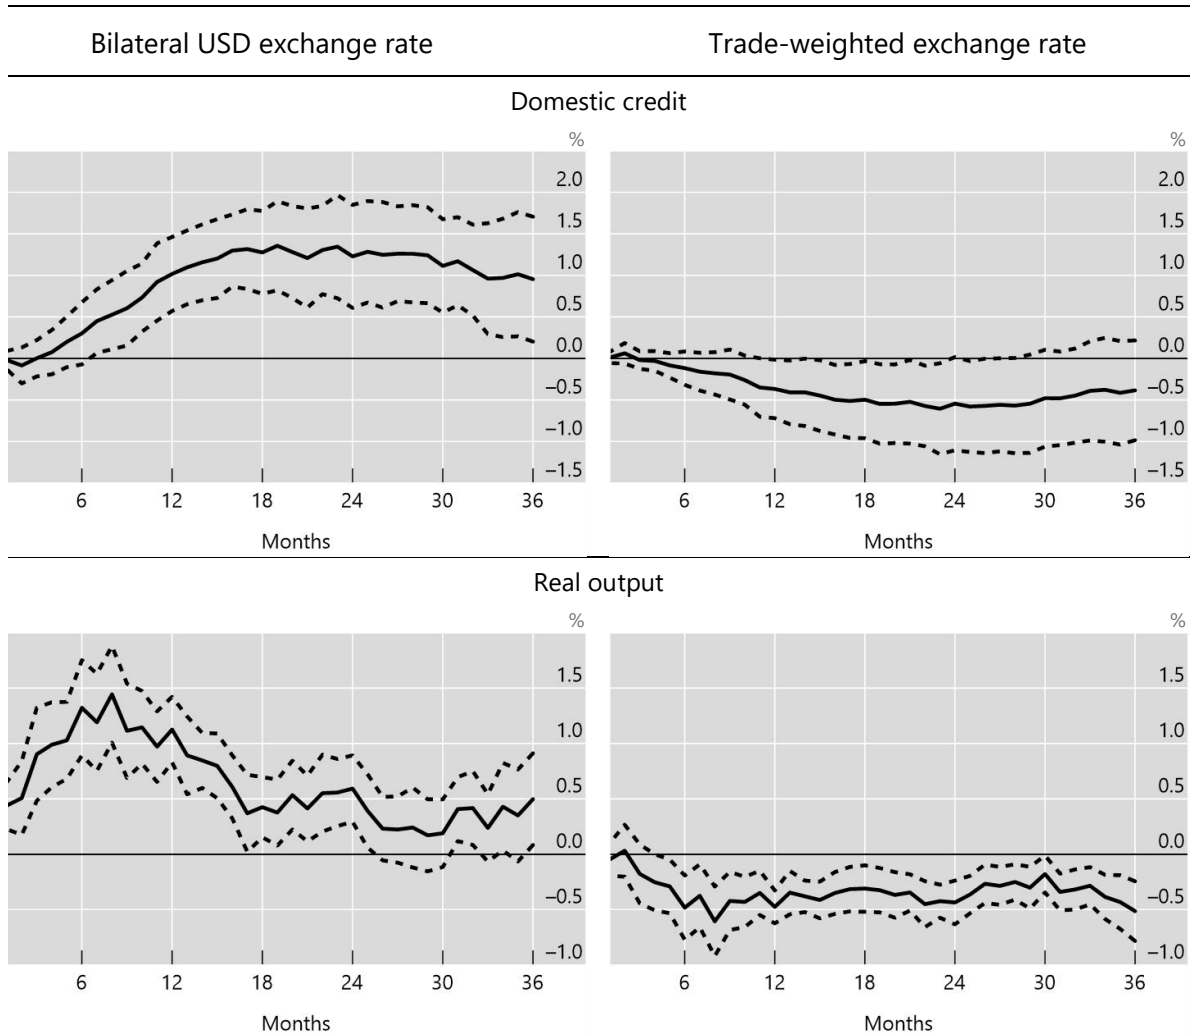 Bilateral USD exchange rate Trade-weighted exchange rate
Domestic credit
% %
2.0 2.0
1.5 1.5
1.0 1.0
0.5 0.5
0.0 0.0
–0.5 –0.5
–1.0 –1.0
–1.5 –1.5
6 12 18 24 30 36 6 12 18 24 30 36
Months Months
Real output
% %
1.5 1.5
1.0 1.0
0.5 0.5
0.0 0.0
–0.5 –0.5
–1.0 –1.0
6 12 18 24 30 36 6 12 18 24 30 36
Months Months